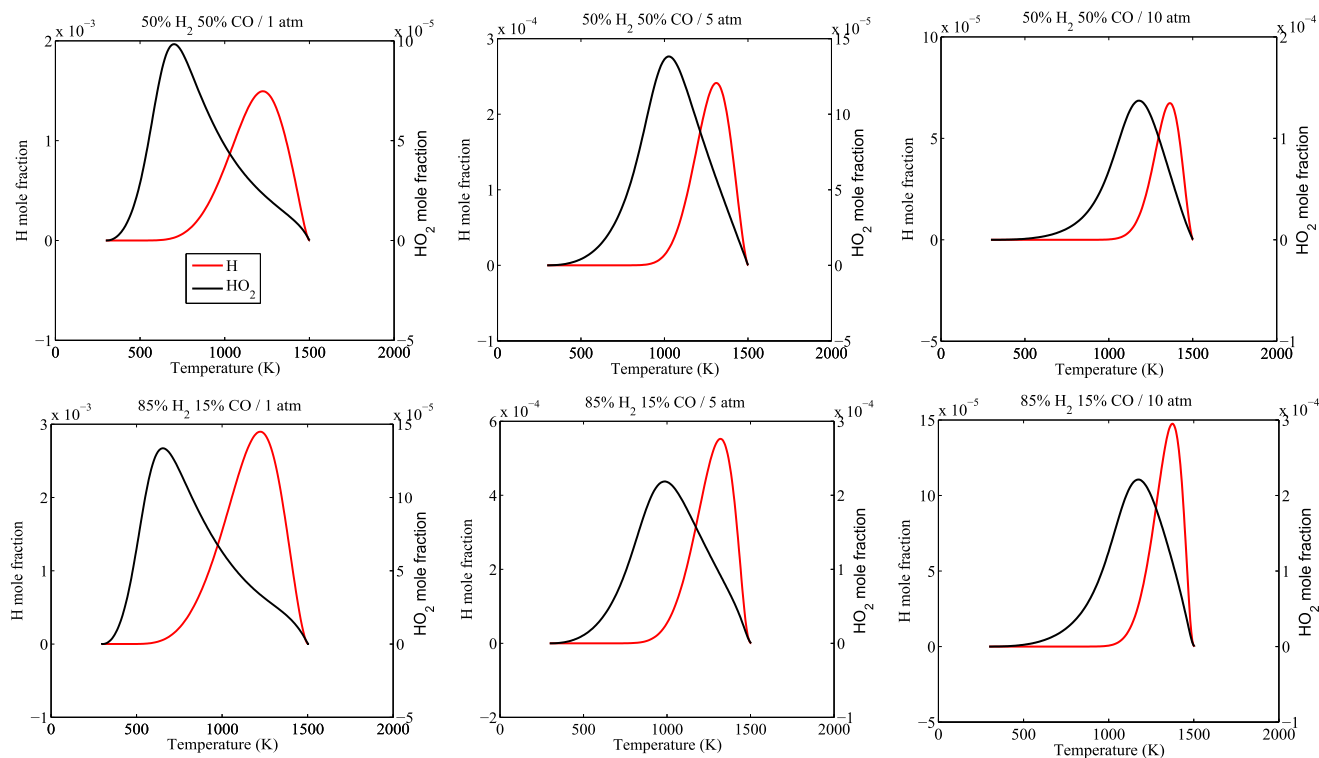 50% H2 50% CO / 1 atm
x 10−3
x 10−5
2
1
0
−1
H mole fraction
10
5
0
−5
HO2 mole fraction
H
HO2
0
500
1000
1500
2000
Temperature (K)
50% H2 50% CO / 5 atm
x 10−4
x 10−5
3
2
1
0
−1
H mole fraction
15
10
5
0
−5
HO2 mole fraction
0
500
1000
1500
2000
Temperature (K)
50% H2 50% CO / 10 atm
x 10−5
x 10−4
10
5
0
−5
H mole fraction
2
1
0
−1
HO2 mole fraction
0
500
1000
1500
2000
Temperature (K)
85% H2 15% CO / 1 atm
x 10−3
x 10−5
3
2
1
0
−1
H mole fraction
15
10
5
0
−5
HO2 mole fraction
0
500
1000
1500
2000
Temperature (K)
85% H2 15% CO / 5 atm
x 10−4
x 10−4
6
4
2
0
−2
H mole fraction
3
2
1
0
−1
HO2 mole fraction
0
500
1000
1500
2000
Temperature (K)
85% H2 15% CO / 10 atm
x 10−5
x 10−4
15
10
5
0
−5
H mole fraction
3
2
1
0
−1
HO2 mole fraction
0
500
1000
1500
2000
Temperature (K)